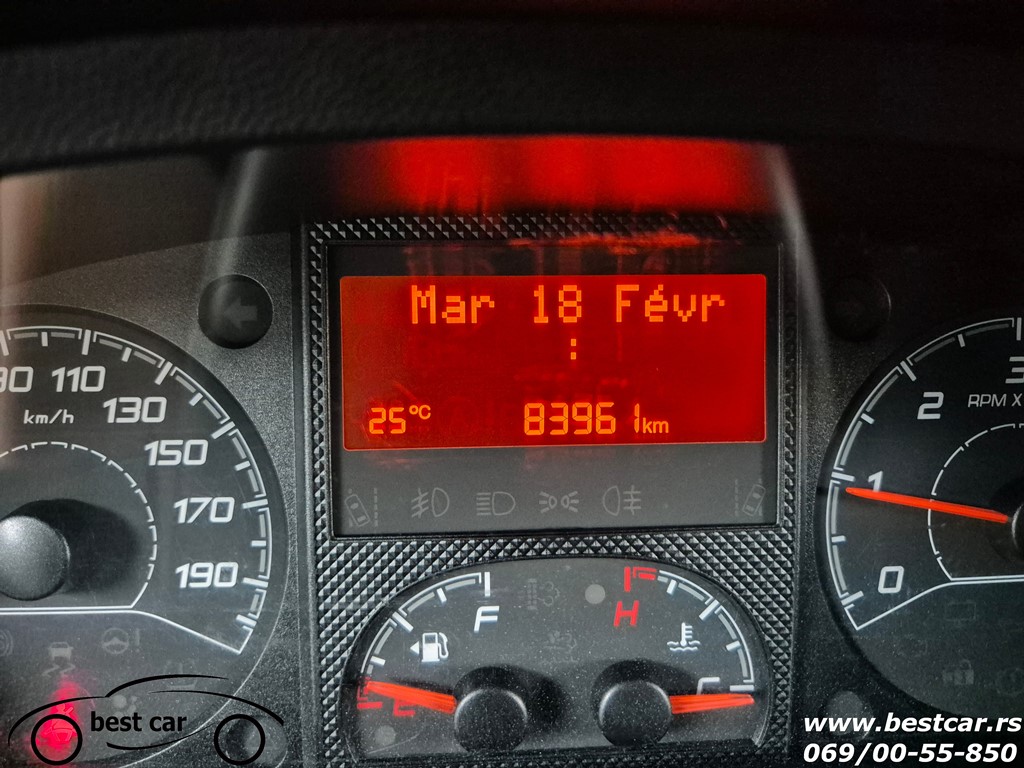 Mar 18 Févr
:
25°C 83961km
90 110
km/h
130
150
170
190
3
RPM X
2
1
0
F
H
E
C
best car
www.bestcar.rs
069/00-55-850